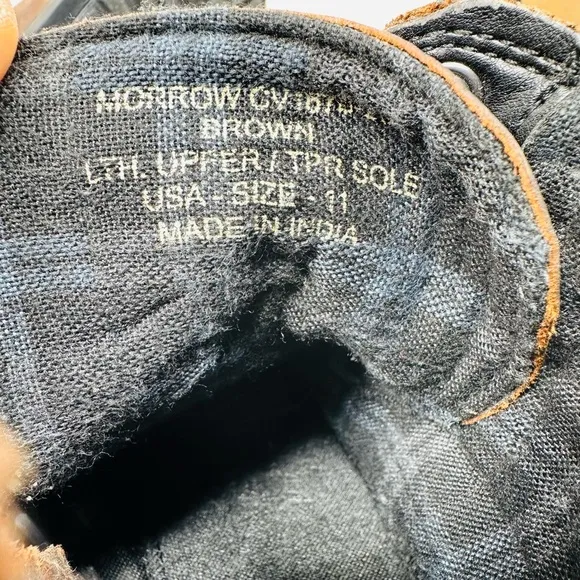 MORROW
BROWN
LTH. UPPER / TPR SOLE
USA - SIZE - 11
MADE IN INDIA